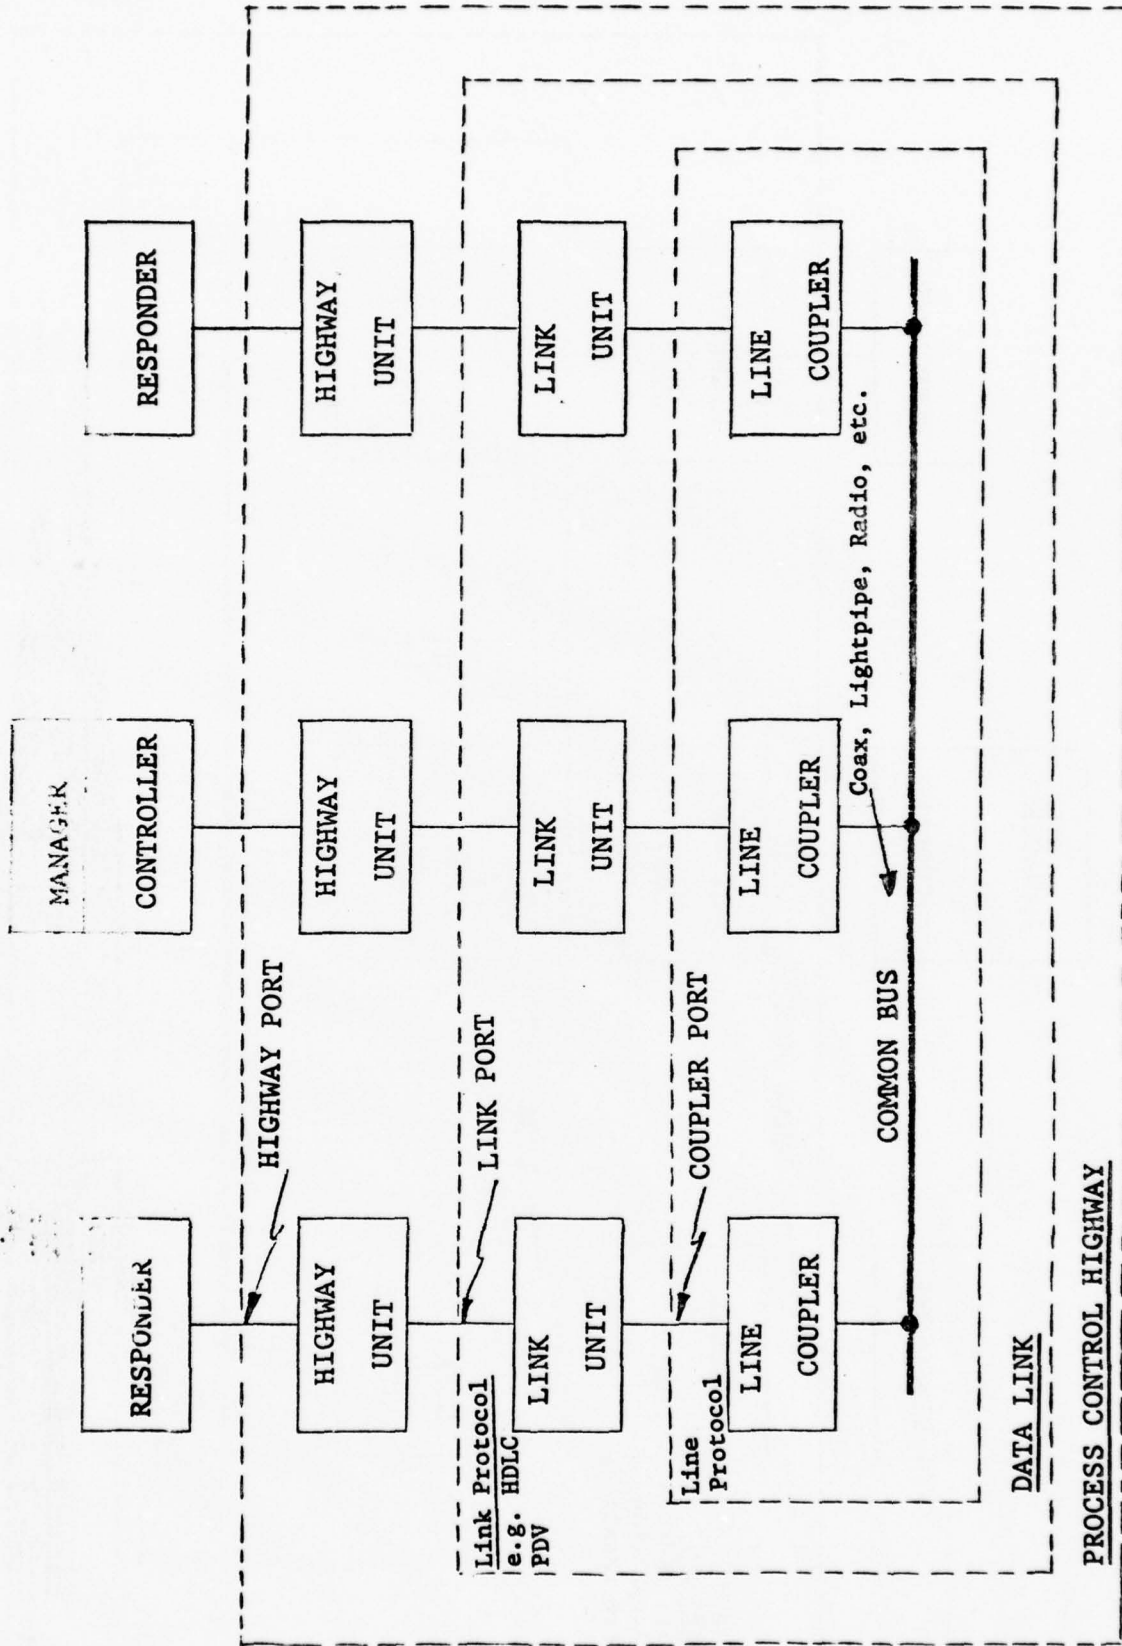 MANAGER
RESPONDER
CONTROLLER
RESPONDER
HIGHWAY PORT
HIGHWAY
UNIT
HIGHWAY
UNIT
HIGHWAY
UNIT
Link Protocol
e.g. HDLC
PDV
LINK PORT
LINK
UNIT
LINK
UNIT
LINK
UNIT
Line
Protocol
COUPLER PORT
LINE
COUPLER
LINE
COUPLER
LINE
COUPLER
COMMON BUS
Coax, Lightpipe, Radio, etc.
DATA LINK
PROCESS CONTROL HIGHWAY